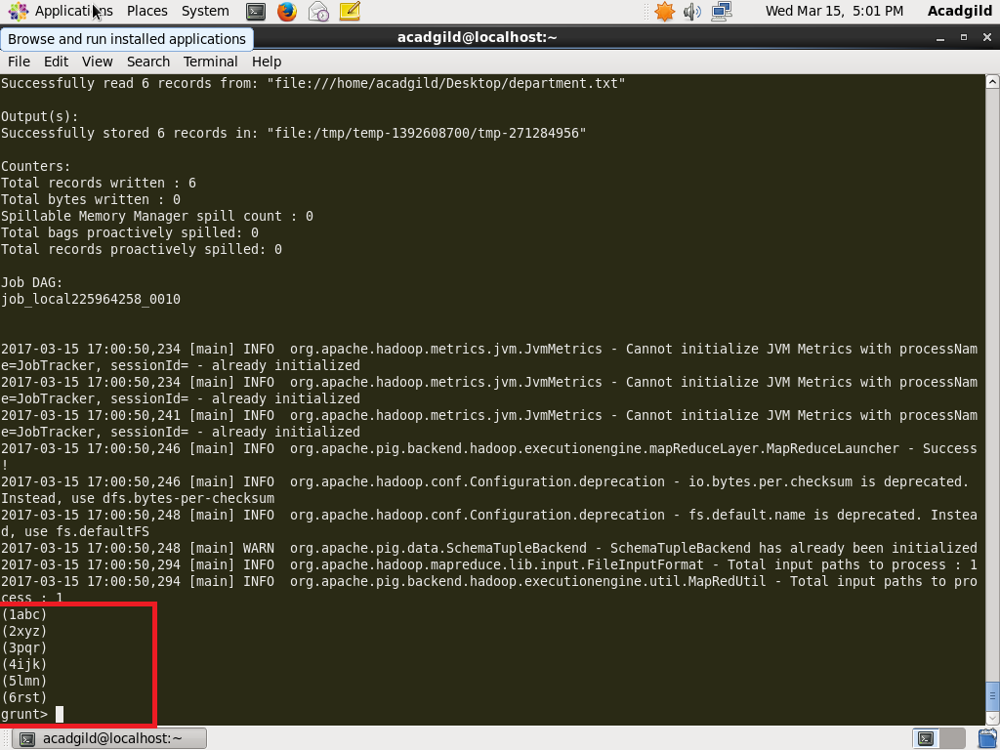 Applications Places System Wed Mar 15, 5:01 PM Acadgild
Browse and run installed applications acadgild@localhost:~
File Edit View Search Terminal Help
Successfully read 6 records from: "file:///home/acadgild/Desktop/department.txt"
Output(s):
Successfully stored 6 records in: "file:/tmp/temp-1392608700/tmp-271284956"
Counters:
Total records written : 6
Total bytes written : 0
Spillable Memory Manager spill count : 0
Total bags proactively spilled: 0
Total records proactively spilled: 0
Job DAG:
job_local225964258_0010
2017-03-15 17:00:50,234 [main] INFO  org.apache.hadoop.metrics.jvm.JvmMetrics - Cannot initialize JVM Metrics with processNam
e=JobTracker, sessionId= - already initialized
2017-03-15 17:00:50,234 [main] INFO  org.apache.hadoop.metrics.jvm.JvmMetrics - Cannot initialize JVM Metrics with processNam
e=JobTracker, sessionId= - already initialized
2017-03-15 17:00:50,241 [main] INFO  org.apache.hadoop.metrics.jvm.JvmMetrics - Cannot initialize JVM Metrics with processNam
e=JobTracker, sessionId= - already initialized
2017-03-15 17:00:50,246 [main] INFO  org.apache.pig.backend.hadoop.executionengine.mapReduceLayer.MapReduceLauncher - Success
!
2017-03-15 17:00:50,246 [main] INFO  org.apache.hadoop.conf.Configuration.deprecation - io.bytes.per.checksum is deprecated.
Instead, use dfs.bytes-per-checksum
2017-03-15 17:00:50,248 [main] INFO  org.apache.hadoop.conf.Configuration.deprecation - fs.default.name is deprecated. Instea
d, use fs.defaultFS
2017-03-15 17:00:50,248 [main] WARN  org.apache.pig.data.SchemaTupleBackend - SchemaTupleBackend has already been initialized
2017-03-15 17:00:50,294 [main] INFO  org.apache.hadoop.mapreduce.lib.input.FileInputFormat - Total input paths to process : 1
2017-03-15 17:00:50,294 [main] INFO  org.apache.pig.backend.hadoop.executionengine.util.MapRedUtil - Total input paths to pro
cess : 1
(1abc)
(2xyz)
(3pqr)
(4ijk)
(5lmn)
(6rst)
grunt>
acadgild@localhost:~